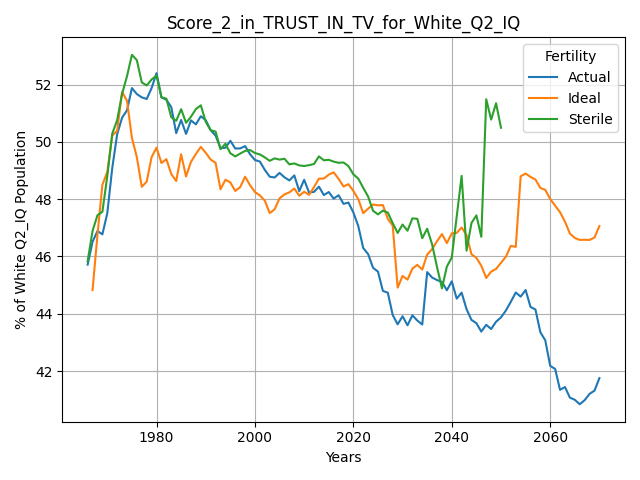 Score_2_in_TRUST_IN_TV_for_White_Q2_IQ
Fertility
Actual
Ideal
Sterile
% of White Q2_IQ Population
52
50
48
46
44
42
1980
2000
2020
2040
2060
Years